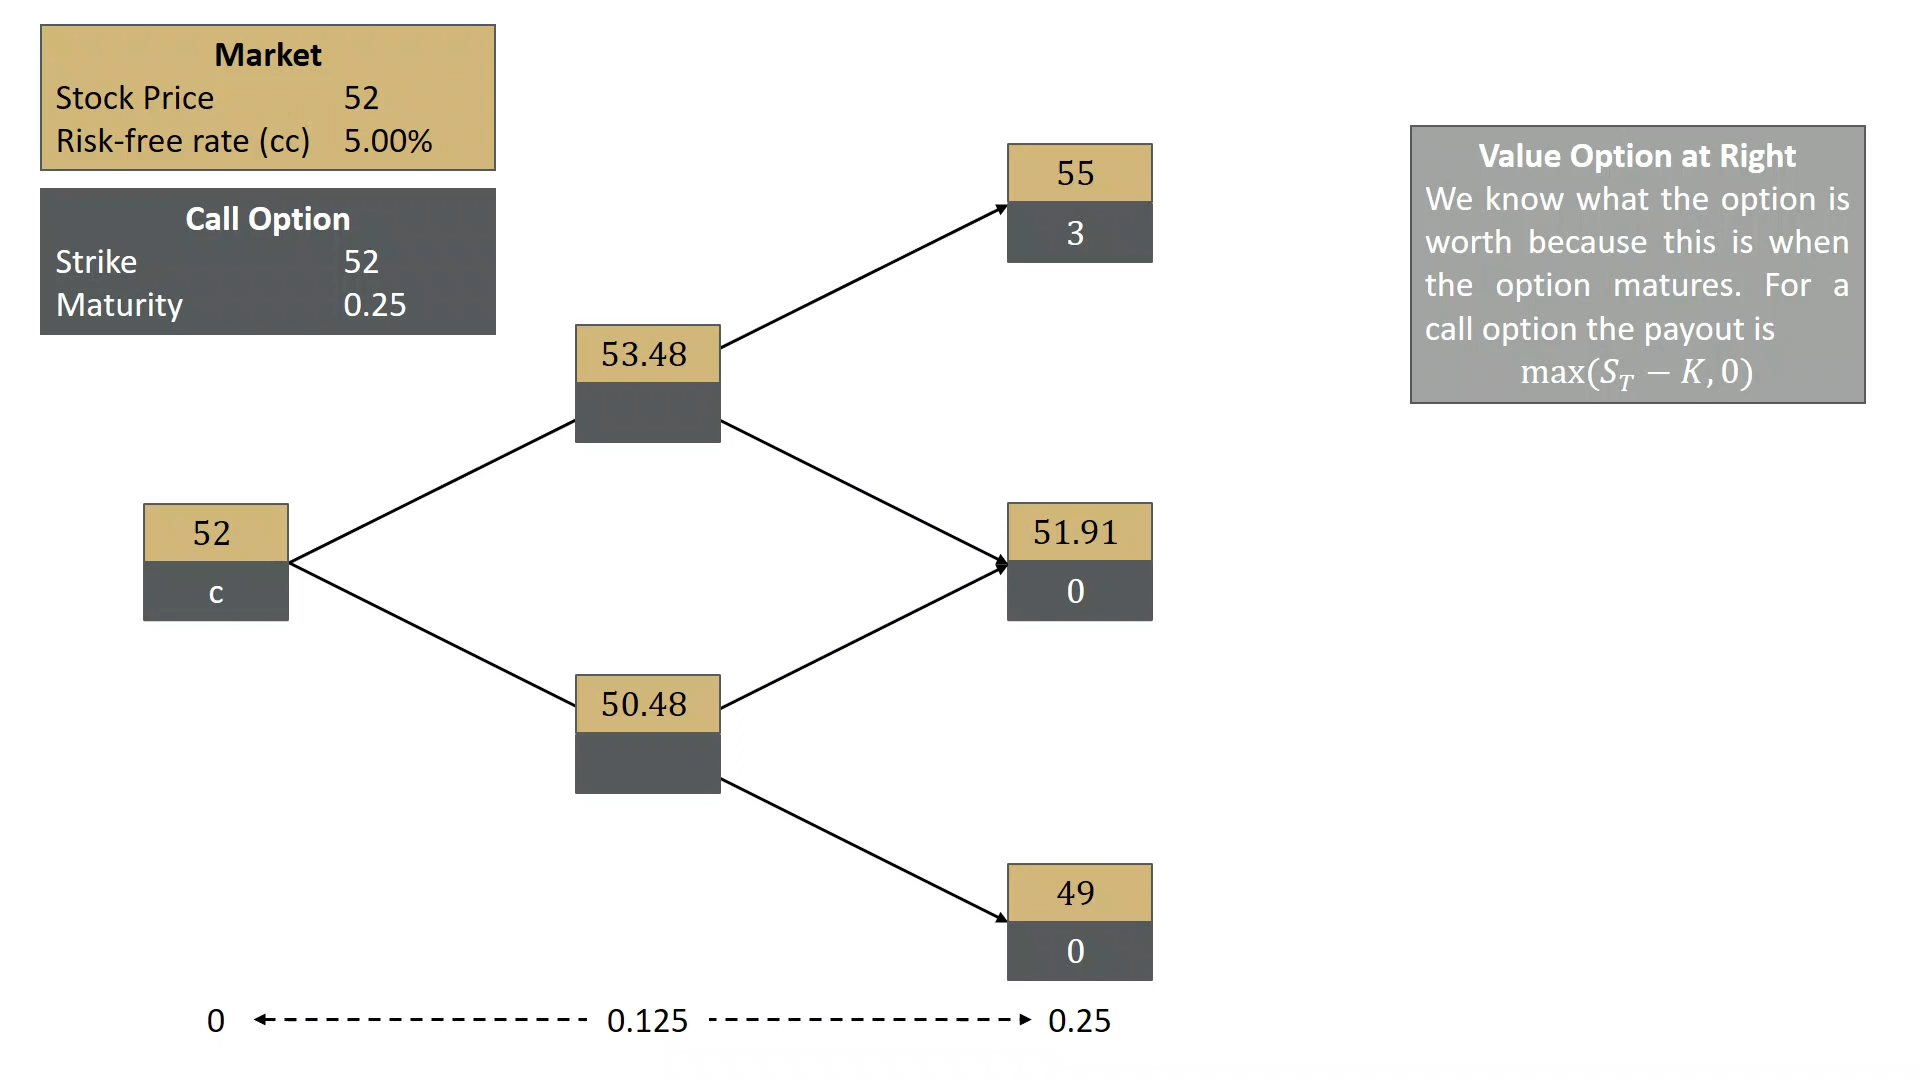 Market
Stock Price 52
Risk-free rate (cc) 5.00%
Call Option
Strike 52
Maturity 0.25
Value Option at Right
We know what the option is
worth because this is when
the option matures. For a
call option the payout is
max(S_T − K, 0)
55
3
53.48
52
c
51.91
0
50.48
49
0
0 0.125 0.25